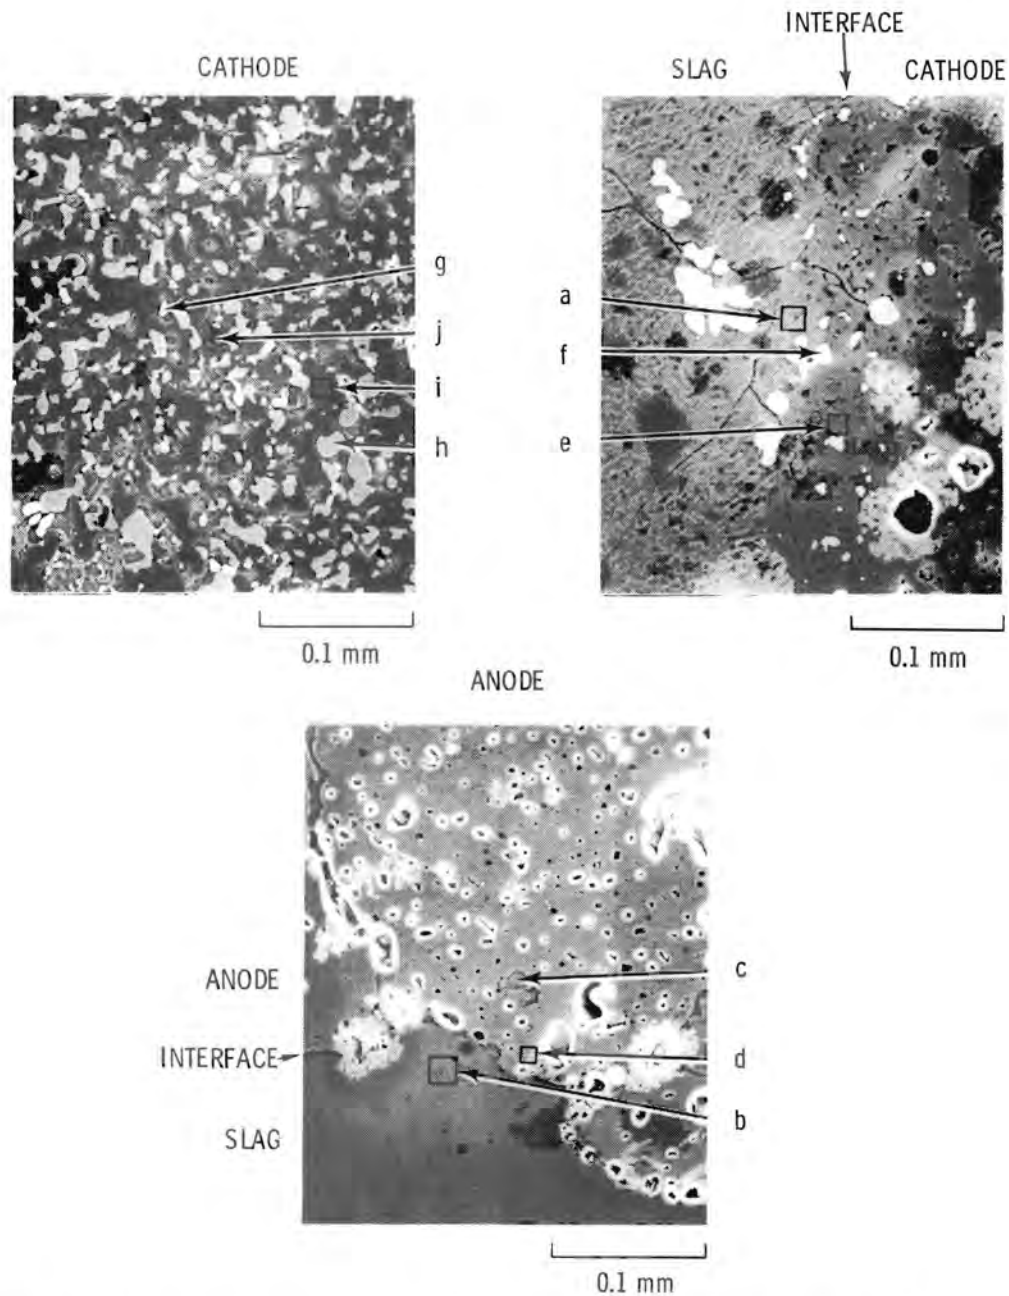 INTERFACE
CATHODE
SLAG
CATHODE
g
j
i
h
a
f
e
0.1 mm
0.1 mm
ANODE
ANODE
INTERFACE
SLAG
c
d
b
0.1 mm